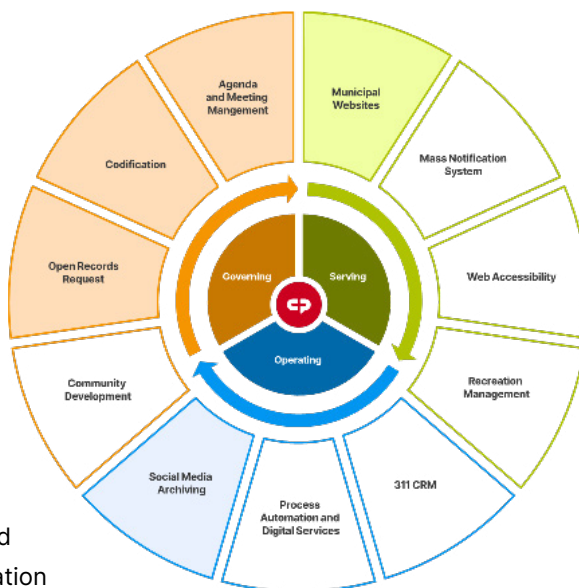 Agenda
and Meeting
Mangement
Municipal
Websites
Codification
Mass Notification
System
Open Records
Request
Governing
Serving
Web Accessibility
Operating
Community
Development
Recreation
Management
Social Media
Archiving
311 CRM
Process
Automation and
Digital Services